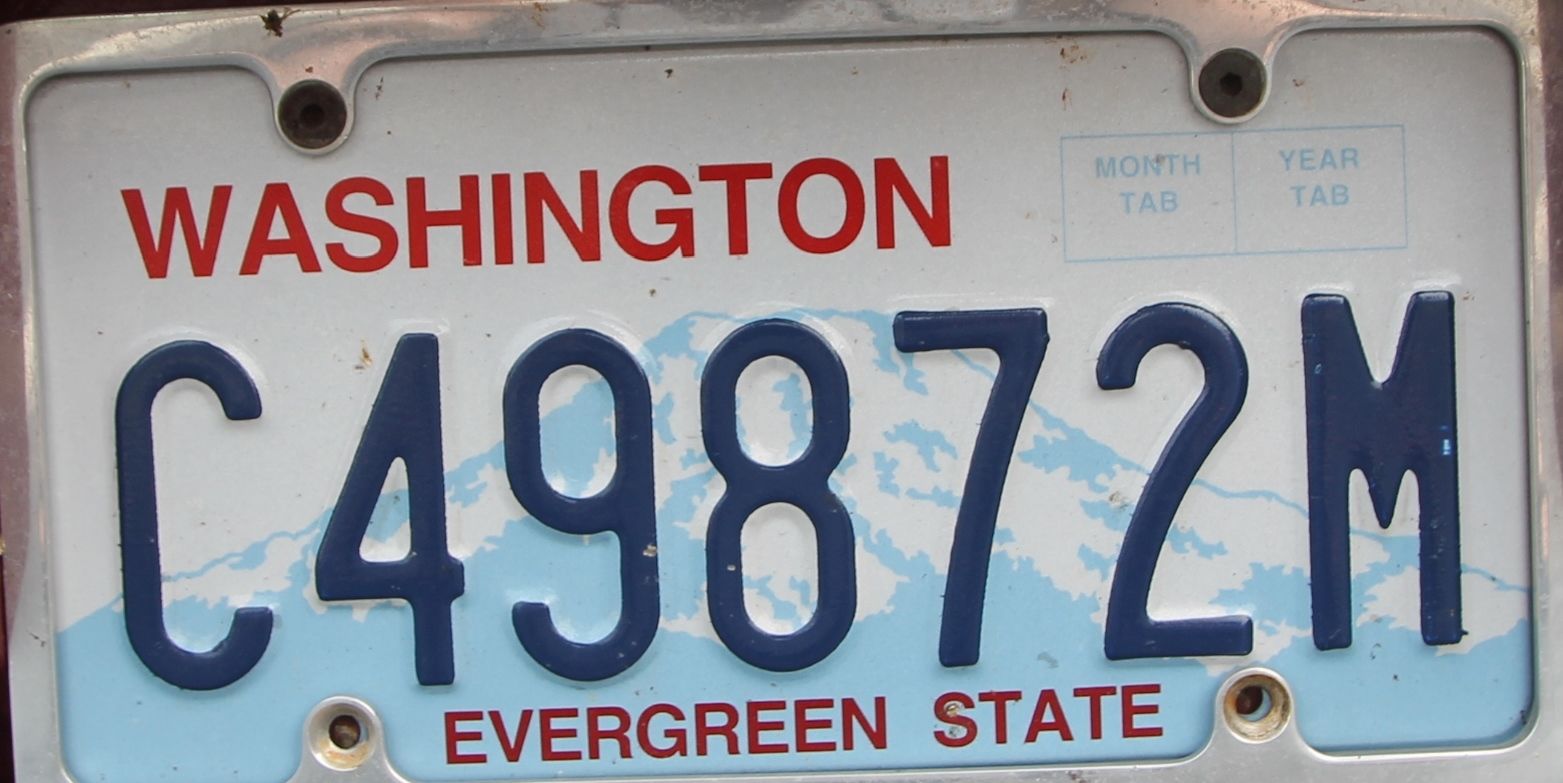 WASHINGTON
MONTH TAB
YEAR TAB
C49872M
EVERGREEN STATE